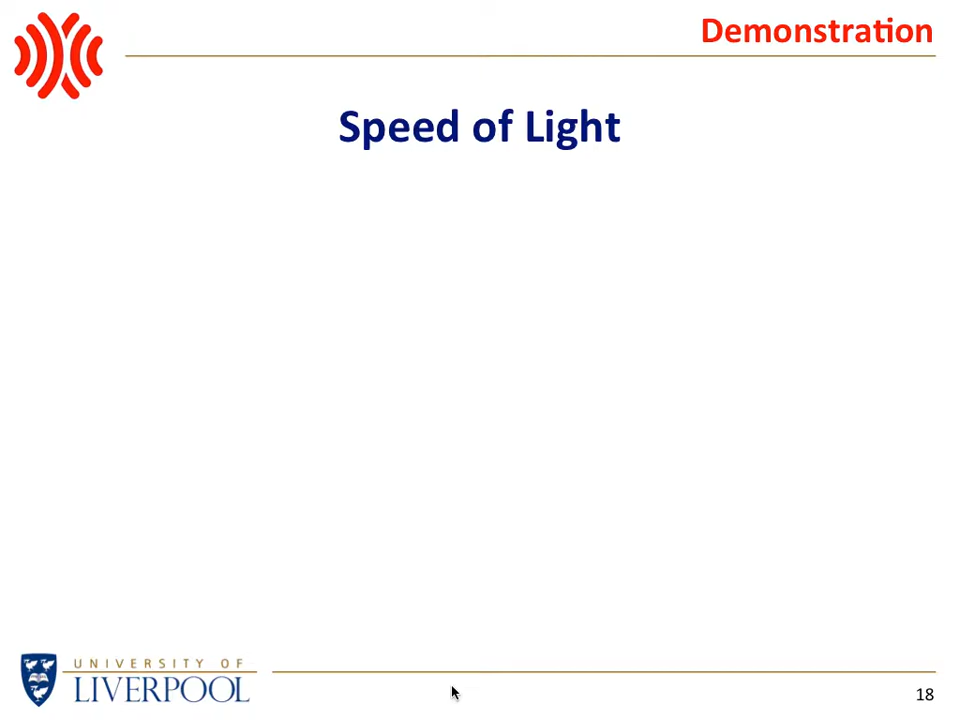 Demonstration
Speed of Light
UNIVERSITY OF
LIVERPOOL
18